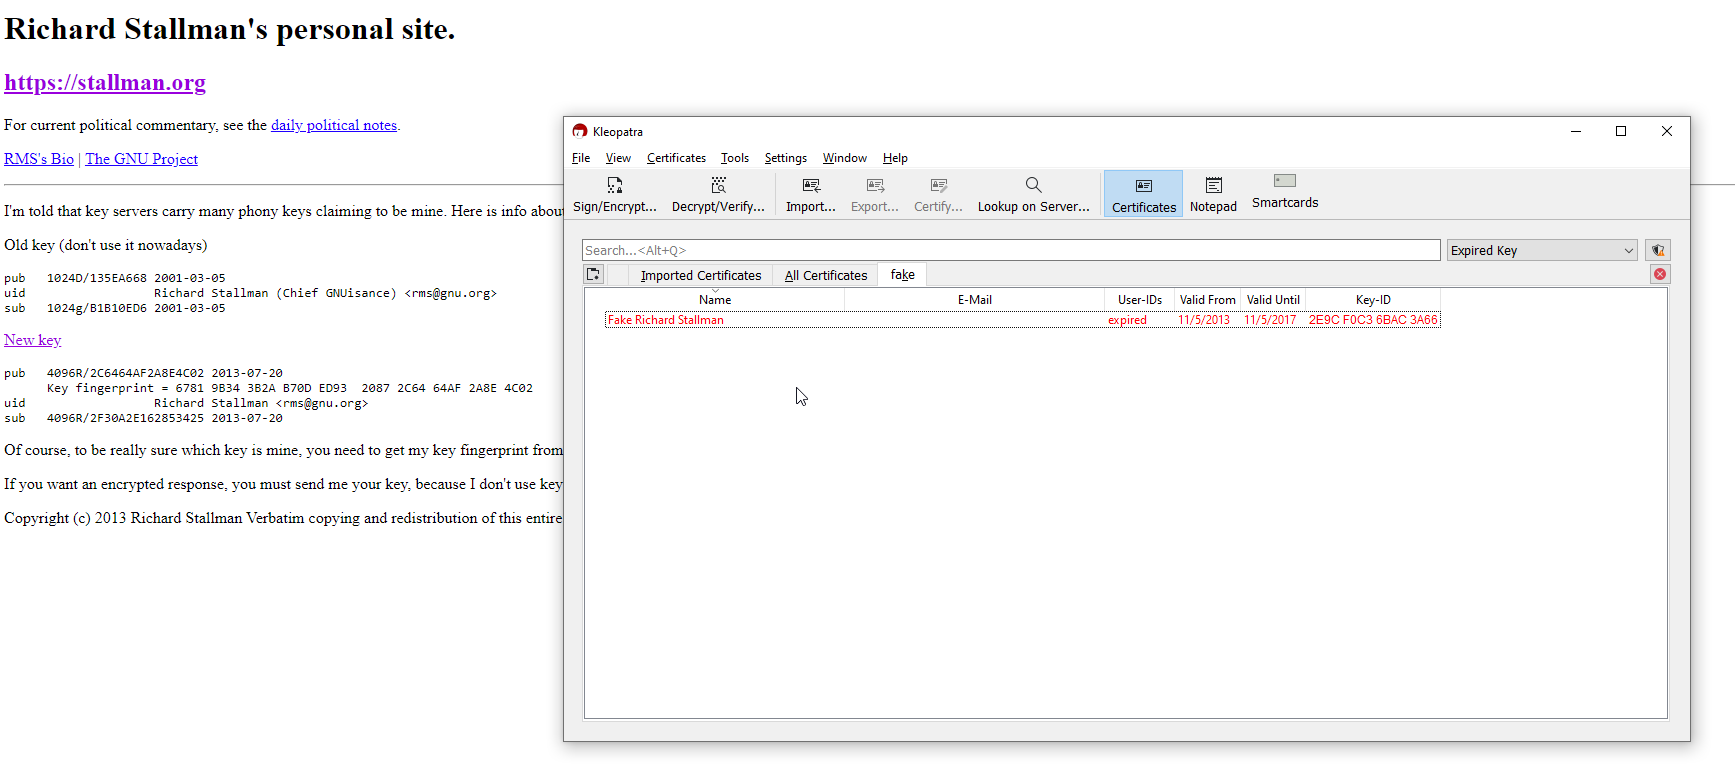 Richard Stallman's personal site.
https://stallman.org
For current political commentary, see the daily political notes.
RMS's Bio | The GNU Project
I'm told that key servers carry many phony keys claiming to be mine. Here is info about
Old key (don't use it nowadays)
pub   1024D/135EA668 2001-03-05
uid                  Richard Stallman (Chief GNUisance) <rms@gnu.org>
sub   1024g/B1B10ED6 2001-03-05
New key
pub   4096R/2C6464AF2A8E4C02 2013-07-20
Key fingerprint = 6781 9B34 3B2A B70D ED93  2087 2C64 64AF 2A8E 4C02
uid                  Richard Stallman <rms@gnu.org>
sub   4096R/2F30A2E162853425 2013-07-20
Of course, to be really sure which key is mine, you need to get my key fingerprint from
If you want an encrypted response, you must send me your key, because I don't use key
Copyright (c) 2013 Richard Stallman Verbatim copying and redistribution of this entire
Kleopatra
File View Certificates Tools Settings Window Help
Sign/Encrypt... Decrypt/Verify... Import... Export... Certify... Lookup on Server... Certificates Notepad Smartcards
Search...<Alt+Q> Expired Key
Imported Certificates All Certificates fake
Name E-Mail User-IDs Valid From Valid Until Key-ID
Fake Richard Stallman expired 11/5/2013 11/5/2017 2E9C F0C3 6BAC 3A66